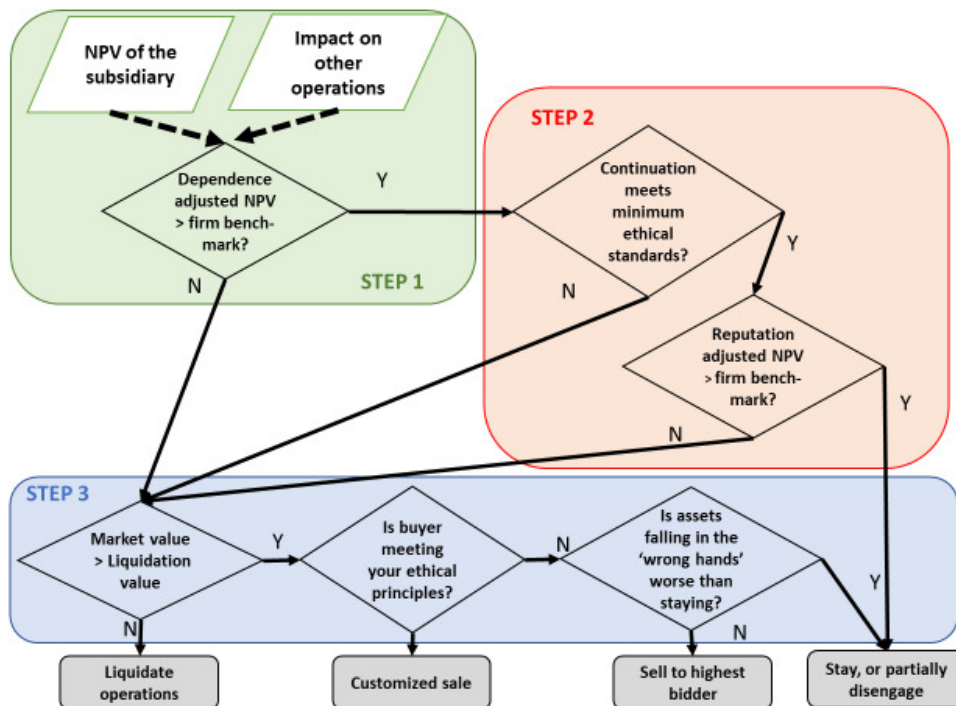 NPV of the
subsidiary
Impact on
other
operations
STEP 2
Dependence
adjusted NPV
> firm bench-
mark?
Y
N
STEP 1
Continuation
meets
minimum
ethical
standards?
Y
N
Reputation
adjusted NPV
> firm bench-
mark?
Y
N
STEP 3
Market value
> Liquidation
value
Y
N
Is buyer
meeting
your ethical
principles?
N
Is assets
falling in the
‘wrong hands’
worse than
staying?
Y
N
Liquidate
operations
Customized sale
Sell to highest
bidder
Stay, or partially
disengage